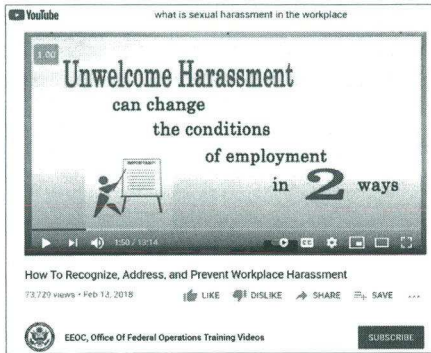 YouTube what is sexual harassment in the workplace
1.00
Unwelcome Harassment
can change
the conditions
of employment
in 2 ways
IMPORTANT!
1:50 / 13:14
CC
How To Recognize, Address, and Prevent Workplace Harassment
73,729 views • Feb 13, 2018 LIKE DISLIKE SHARE SAVE ...
EEOC, Office Of Federal Operations Training Videos SUBSCRIBE